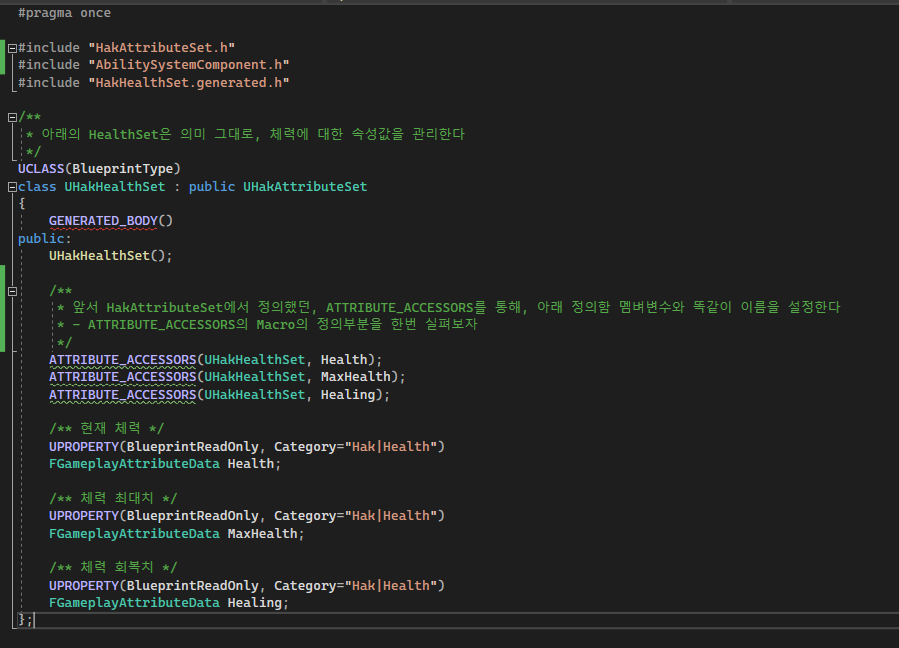 #pragma once
#include "HakAttributeSet.h"
#include "AbilitySystemComponent.h"
#include "HakHealthSet.generated.h"
/**
* 아래의 HealthSet은 의미 그대로, 체력에 대한 속성값을 관리한다
*/
UCLASS(BlueprintType)
class UHakHealthSet : public UHakAttributeSet
{
GENERATED_BODY()
public:
UHakHealthSet();
/**
* 앞서 HakAttributeSet에서 정의했던, ATTRIBUTE_ACCESSORS를 통해, 아래 정의함 멤벼변수와 똑같이 이름을 설정한다
* - ATTRIBUTE_ACCESSORS의 Macro의 정의부분을 한번 실펴보자
*/
ATTRIBUTE_ACCESSORS(UHakHealthSet, Health);
ATTRIBUTE_ACCESSORS(UHakHealthSet, MaxHealth);
ATTRIBUTE_ACCESSORS(UHakHealthSet, Healing);
/** 현재 체력 */
UPROPERTY(BlueprintReadOnly, Category="Hak|Health")
FGameplayAttributeData Health;
/** 체력 최대치 */
UPROPERTY(BlueprintReadOnly, Category="Hak|Health")
FGameplayAttributeData MaxHealth;
/** 체력 회복치 */
UPROPERTY(BlueprintReadOnly, Category="Hak|Health")
FGameplayAttributeData Healing;
};